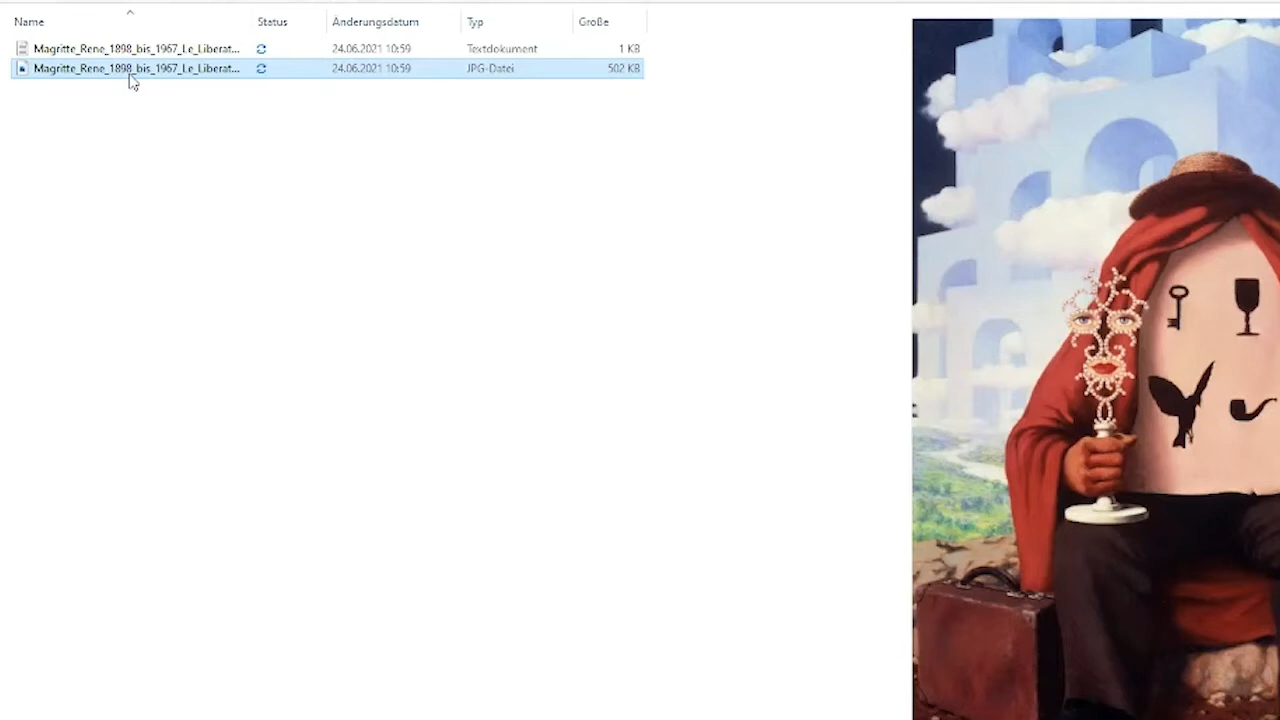 Name Status Änderungsdatum Typ Größe
Magritte_Rene_1898_bis_1967_Le_Liberat... 24.06.2021 10:59 Textdokument 1 KB
Magritte_Rene_1898_bis_1967_Le_Liberat... 24.06.2021 10:59 JPG-Datei 502 KB